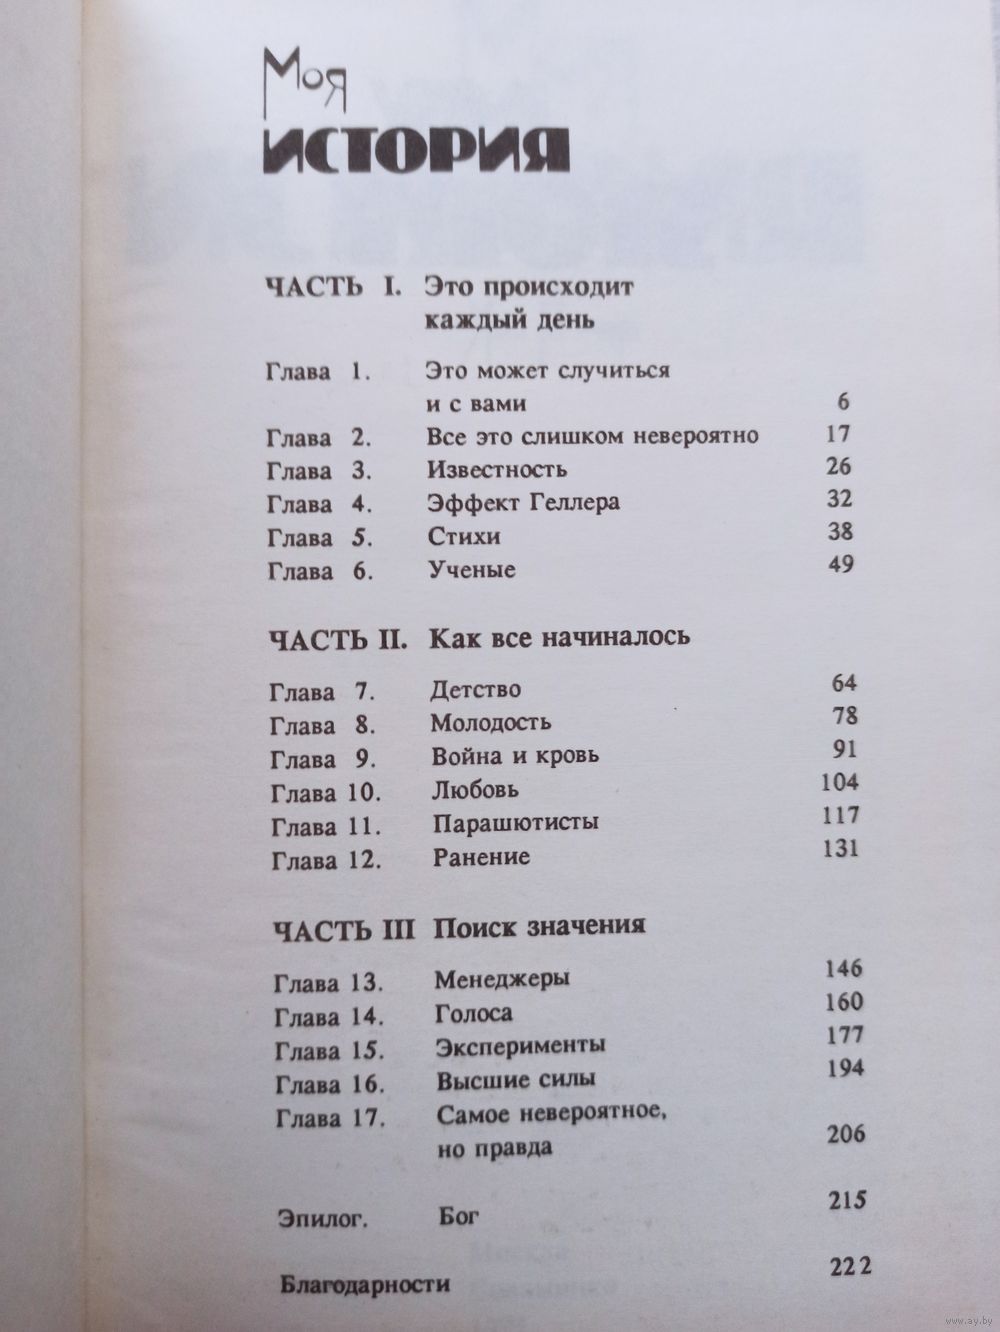 Моя
ИСТОРИЯ
ЧАСТЬ I. Это происходит
каждый день
Глава 1. Это может случиться
и с вами 6
Глава 2. Все это слишком невероятно 17
Глава 3. Известность 26
Глава 4. Эффект Геллера 32
Глава 5. Стихи 38
Глава 6. Ученые 49
ЧАСТЬ II. Как все начиналось
Глава 7. Детство 64
Глава 8. Молодость 78
Глава 9. Война и кровь 91
Глава 10. Любовь 104
Глава 11. Парашютисты 117
Глава 12. Ранение 131
ЧАСТЬ III Поиск значения
Глава 13. Менеджеры 146
Глава 14. Голоса 160
Глава 15. Эксперименты 177
Глава 16. Высшие силы 194
Глава 17. Самое невероятное,
но правда 206
Эпилог. Бог 215
Благодарности 222
www.ay.by